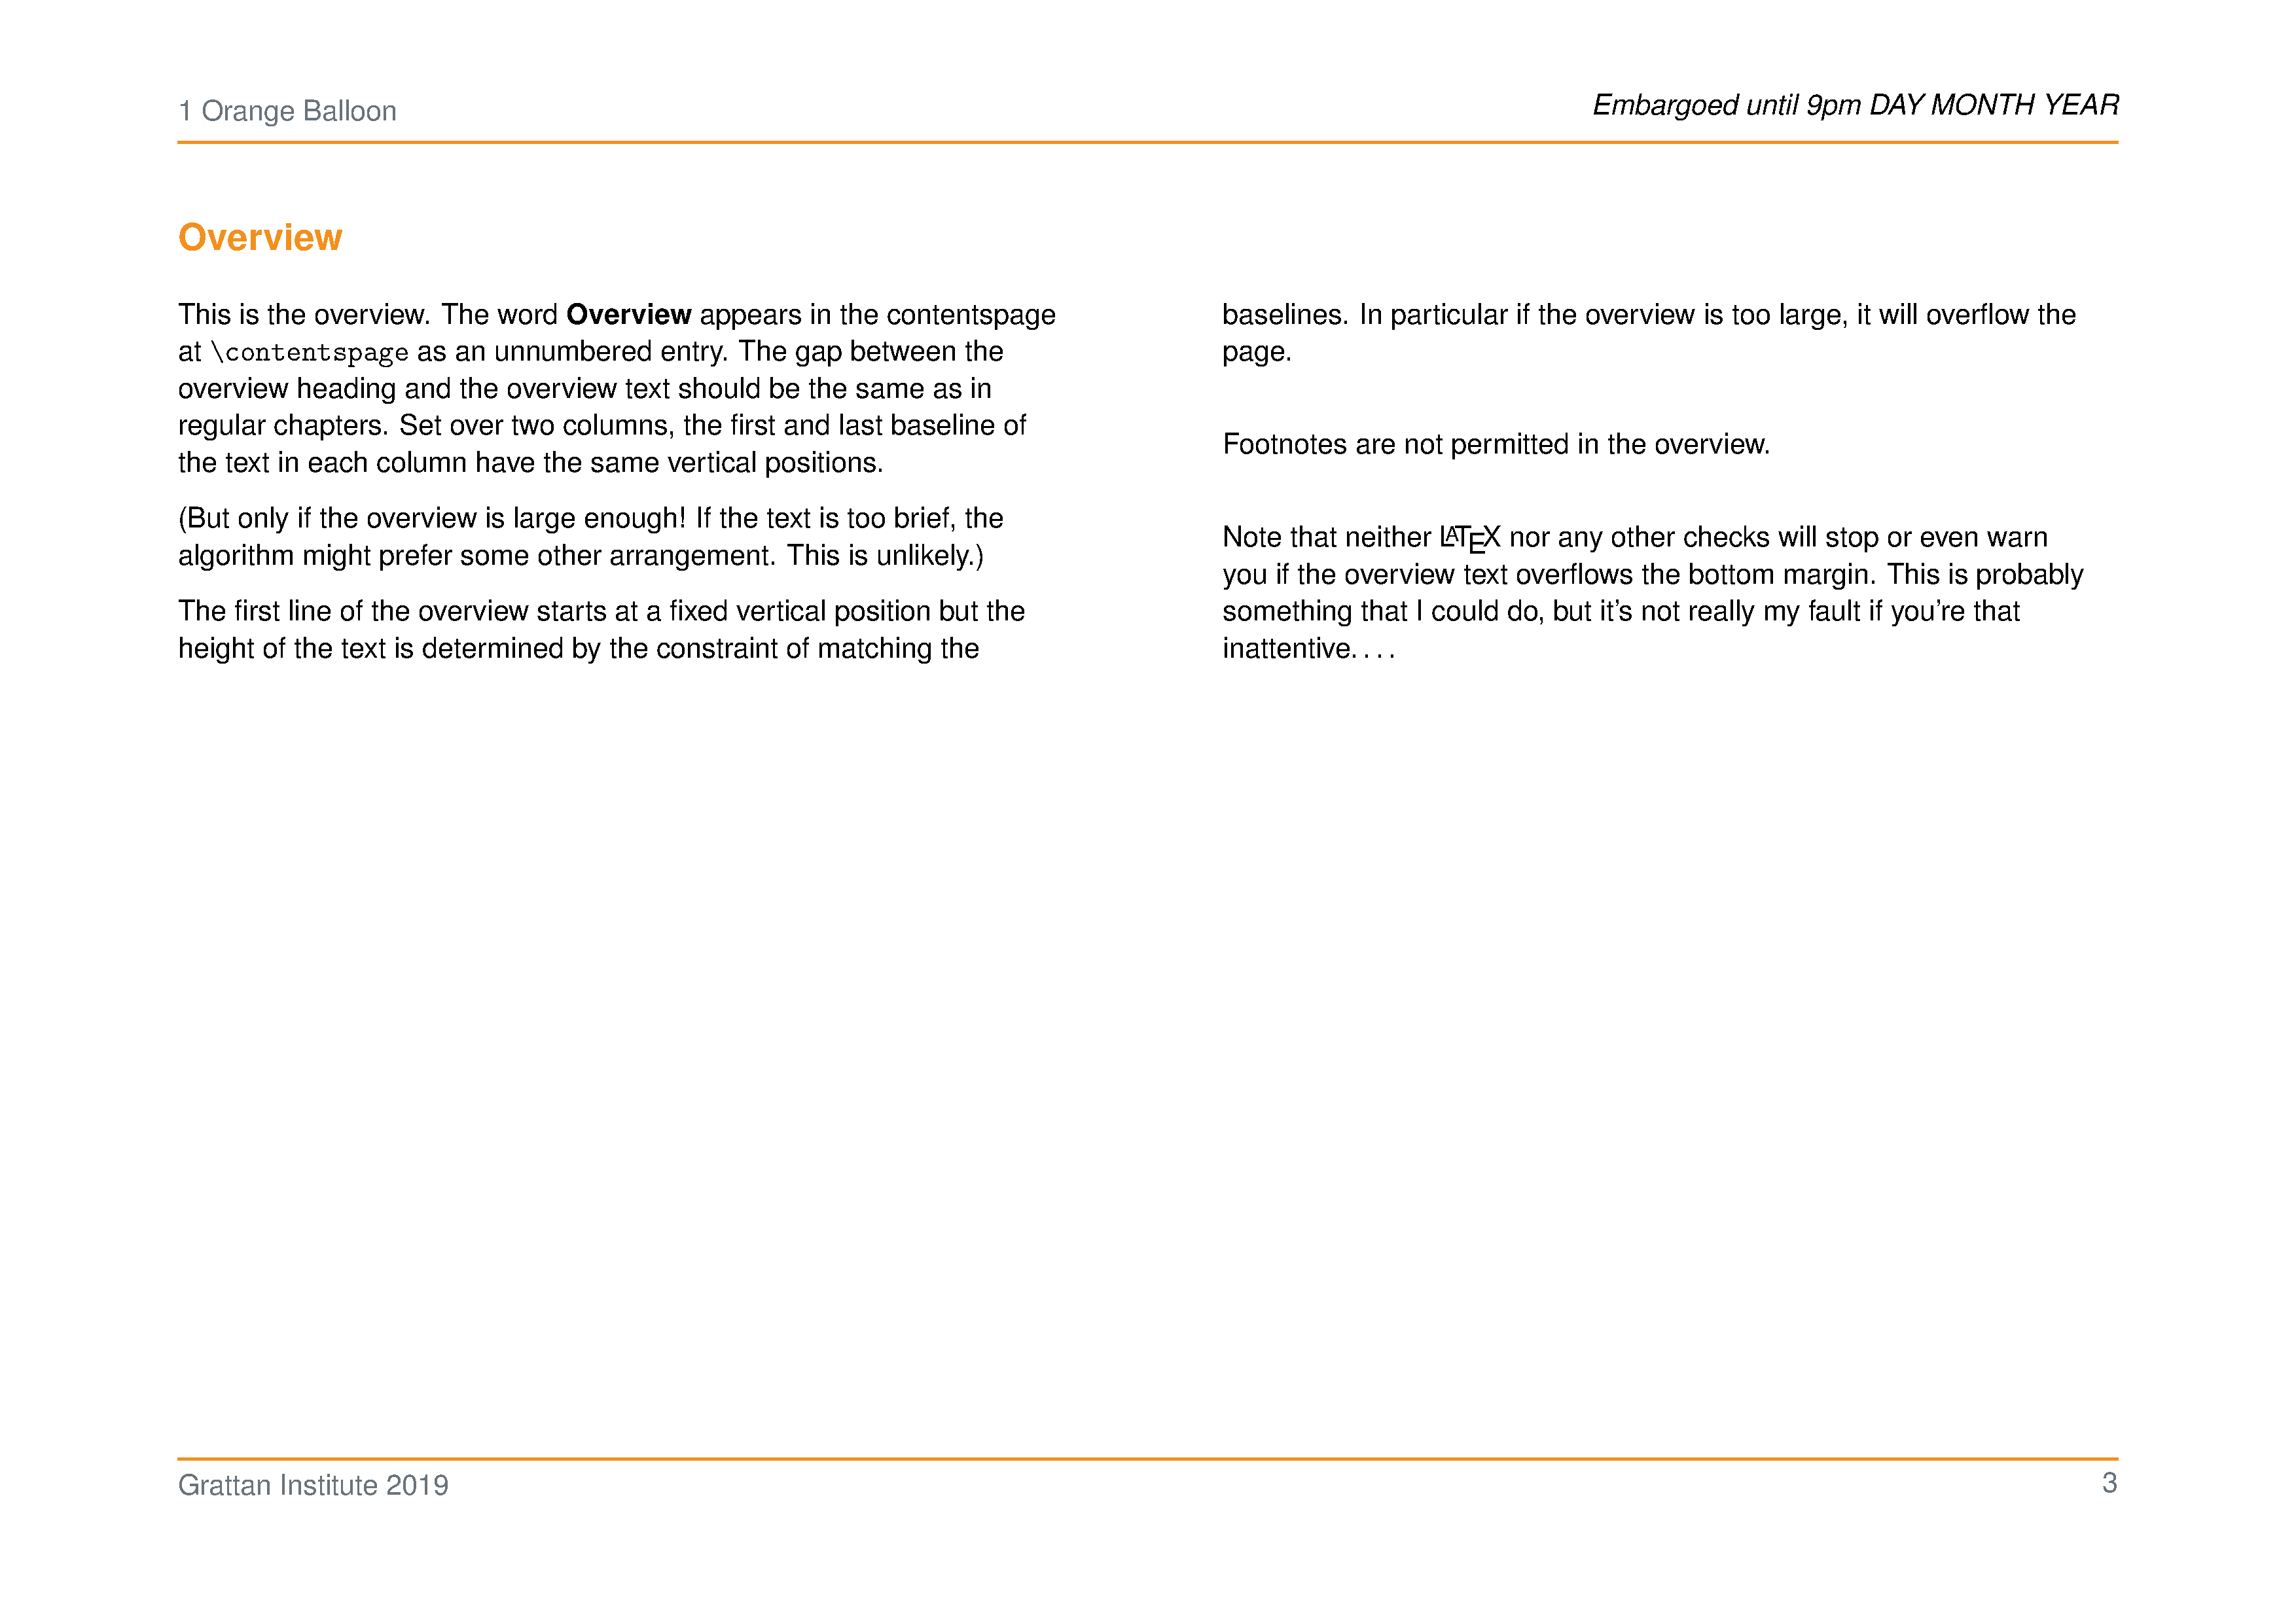 1 Orange Balloon
Embargoed until 9pm DAY MONTH YEAR
Overview
This is the overview. The word Overview appears in the contentspage
at \contentspage as an unnumbered entry. The gap between the
overview heading and the overview text should be the same as in
regular chapters. Set over two columns, the first and last baseline of
the text in each column have the same vertical positions.
(But only if the overview is large enough! If the text is too brief, the
algorithm might prefer some other arrangement. This is unlikely.)
The first line of the overview starts at a fixed vertical position but the
height of the text is determined by the constraint of matching the
baselines. In particular if the overview is too large, it will overflow the
page.
Footnotes are not permitted in the overview.
Note that neither LATEX nor any other checks will stop or even warn
you if the overview text overflows the bottom margin. This is probably
something that I could do, but it’s not really my fault if you’re that
inattentive. . . .
Grattan Institute 2019
3